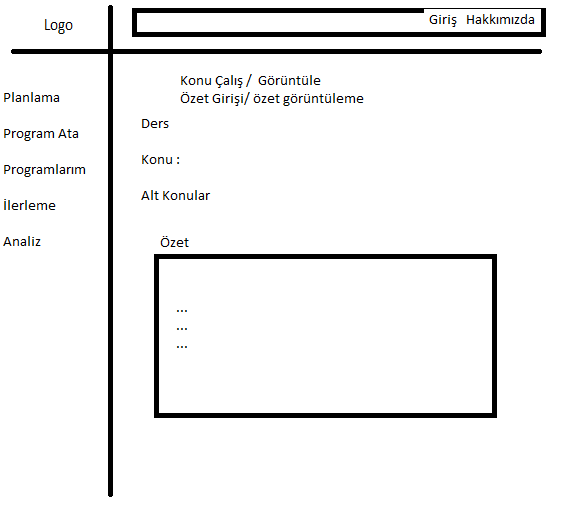 Logo
Giriş Hakkımızda
Planlama
Program Ata
Programlarım
İlerleme
Analiz
Konu Çalış / Görüntüle
Özet Girişi/ özet görüntüleme
Ders
Konu :
Alt Konular
Özet
...
...
...